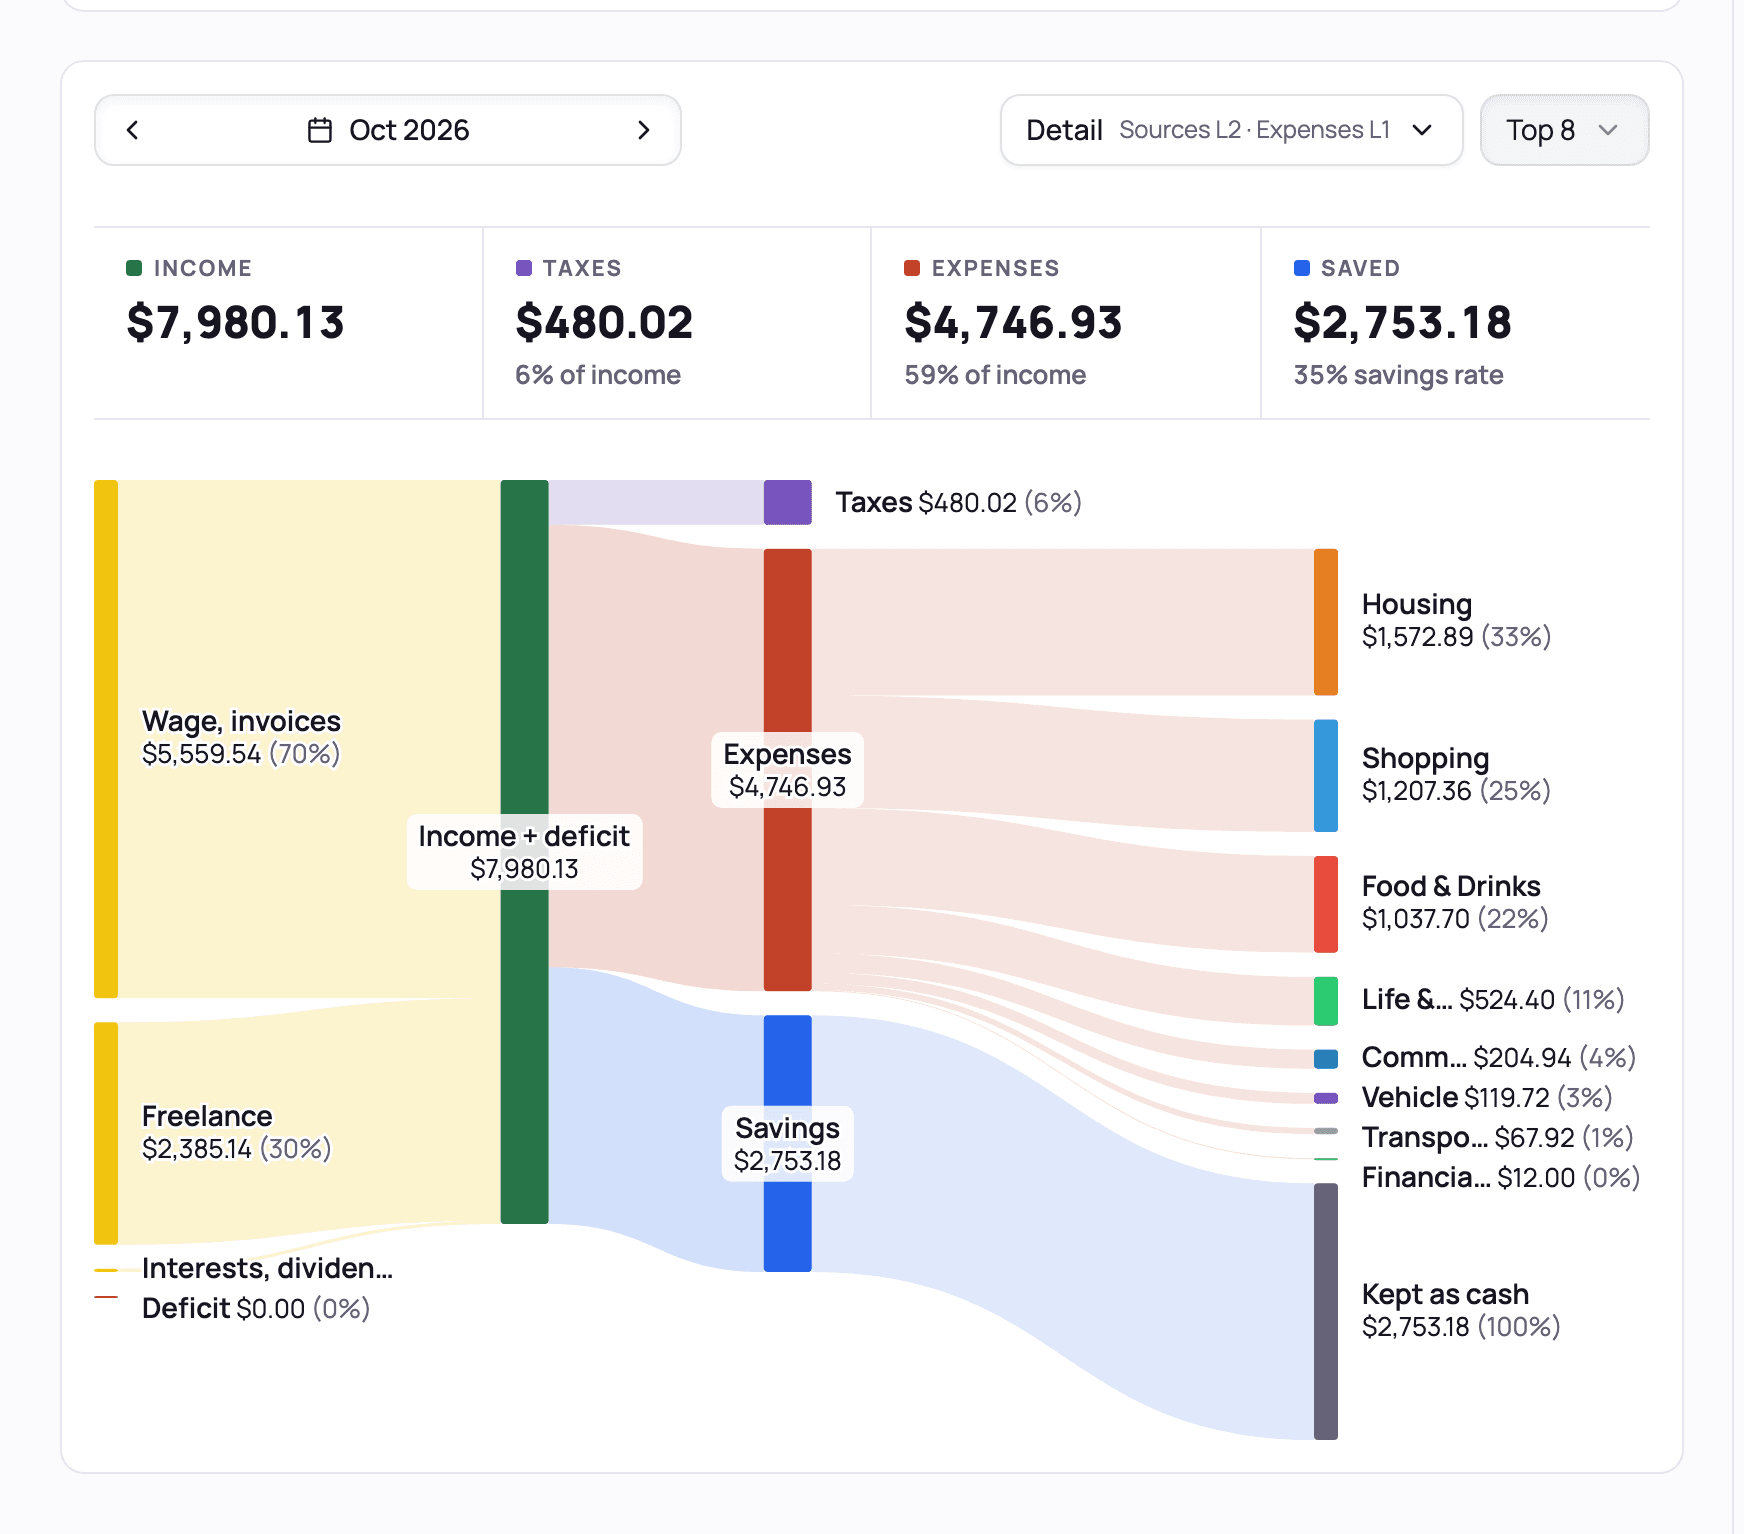 Oct 2026
Detail Sources L2 · Expenses L1
Top 8
INCOME
$7,980.13
TAXES
$480.02
6% of income
EXPENSES
$4,746.93
59% of income
SAVED
$2,753.18
35% savings rate
Taxes $480.02 (6%)
Housing
$1,572.89 (33%)
Wage, invoices
$5,559.54 (70%)
Expenses
$4,746.93
Shopping
$1,207.36 (25%)
Income + deficit
$7,980.13
Food & Drinks
$1,037.70 (22%)
Life &... $524.40 (11%)
Comm... $204.94 (4%)
Vehicle $119.72 (3%)
Freelance
$2,385.14 (30%)
Savings
$2,753.18
Transpo... $67.92 (1%)
Financia... $12.00 (0%)
Interests, dividen...
Deficit $0.00 (0%)
Kept as cash
$2,753.18 (100%)